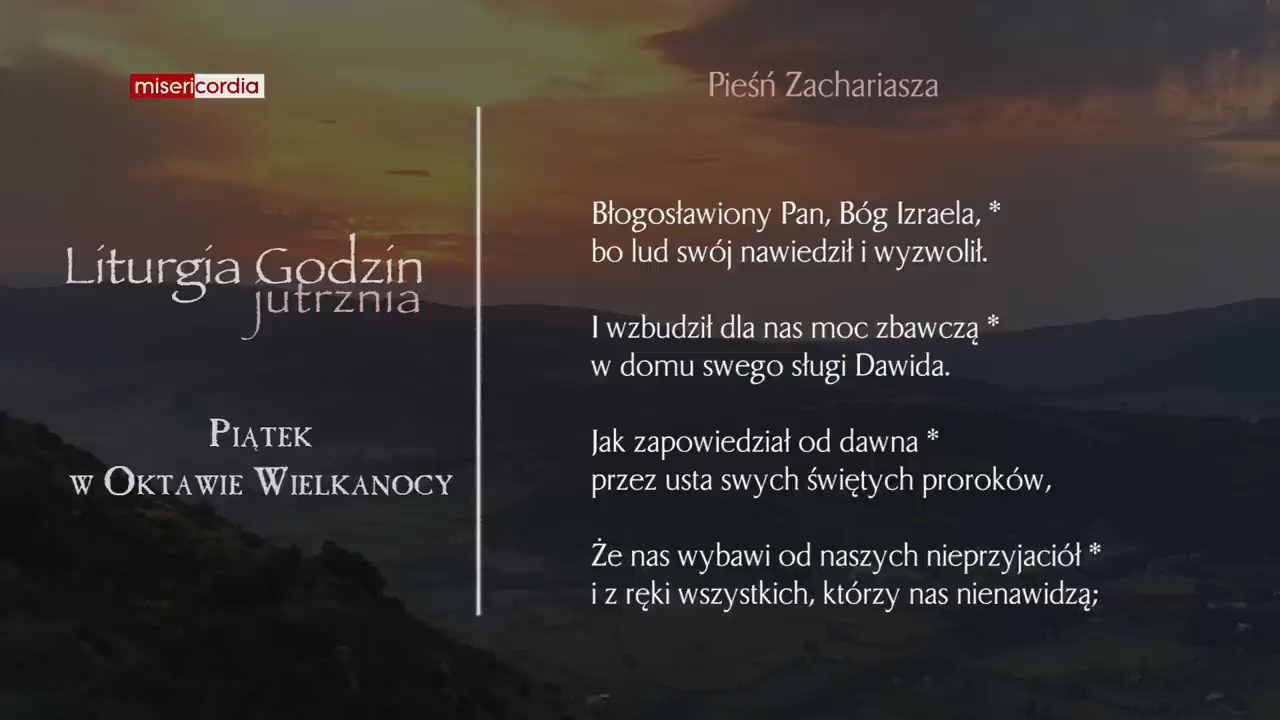 misericordia
Pieśń Zachariasza
Liturgia Godzin
jutrznia
Piątek
w Oktawie Wielkanocy
Błogosławiony Pan, Bóg Izraela, *
bo lud swój nawiedził i wyzwolił.
I wzbudził dla nas moc zbawczą *
w domu swego sługi Dawida.
Jak zapowiedział od dawna *
przez usta swych świętych proroków,
Że nas wybawi od naszych nieprzyjaciół *
i z ręki wszystkich, którzy nas nienawidzą;